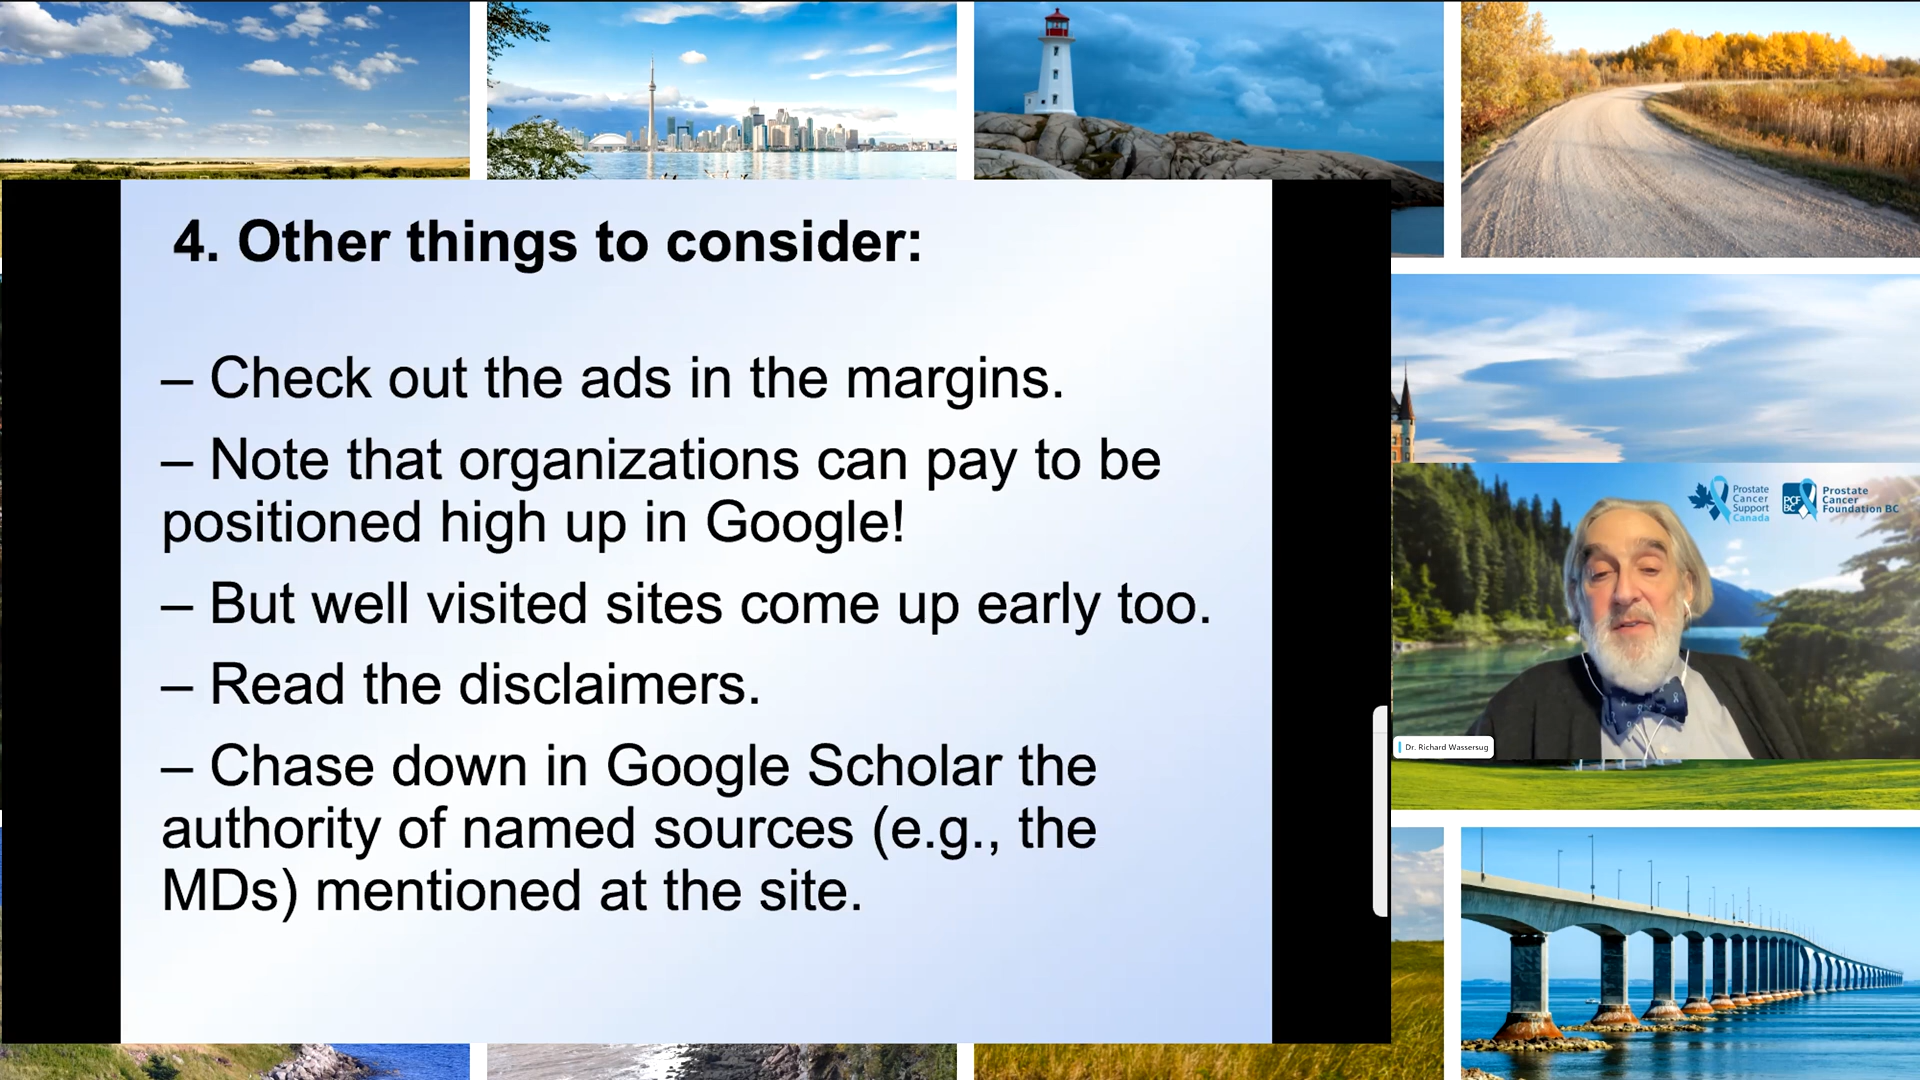 4. Other things to consider:
– Check out the ads in the margins.
– Note that organizations can pay to be
positioned high up in Google!
– But well visited sites come up early too.
– Read the disclaimers.
– Chase down in Google Scholar the
authority of named sources (e.g., the
MDs) mentioned at the site.
Prostate
Cancer
Support
Canada
PCF
BC
Prostate
Cancer
Foundation BC
Dr. Richard Wassersug